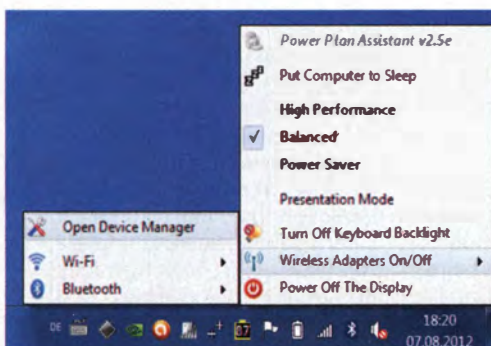 Power Plan Assistant v2.5e
Put Computer to Sleep
High Performance
Balanced
Power Saver
Presentation Mode
Turn Off Keyboard Backlight
Wireless Adapters On/Off
Power Off The Display
Open Device Manager
Wi-Fi
Bluetooth
DE
07
18:20
07.08.2012